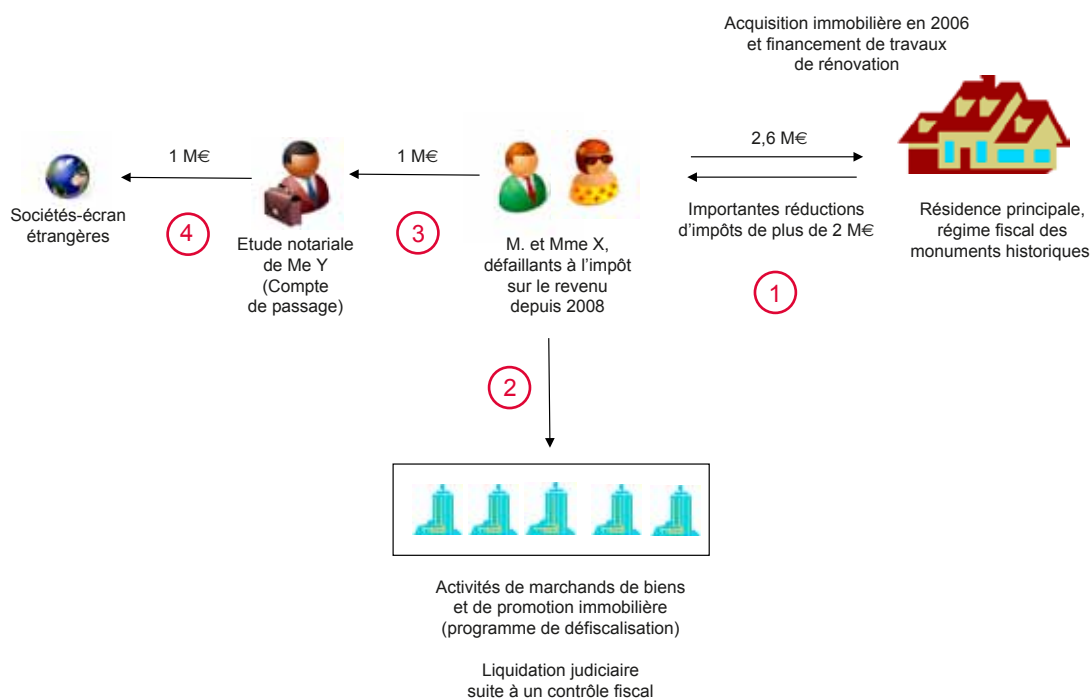 Acquisition immobilière en 2006
et financement de travaux
de rénovation
1 M€
1 M€
2,6 M€
Sociétés-écran
étrangères
4
Etude notariale
de Me Y
(Compte
de passage)
3
M. et Mme X,
défaillants à l’impôt
sur le revenu
depuis 2008
Importantes réductions
d’impôts de plus de 2 M€
1
Résidence principale,
régime fiscal des
monuments historiques
2
Activités de marchands de biens
et de promotion immobilière
(programme de défiscalisation)
Liquidation judiciaire
suite à un contrôle fiscal